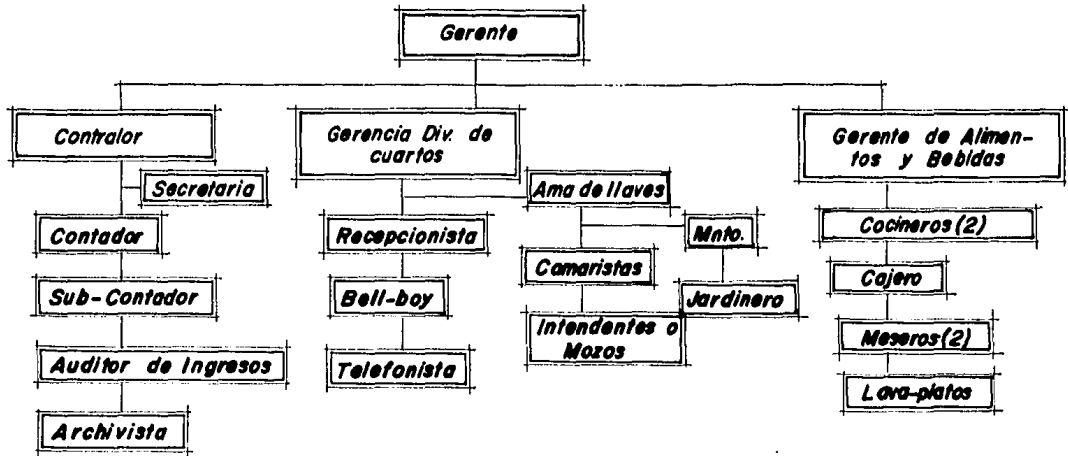 Gerente
Contralor
Secretaria
Contador
Sub-Contador
Auditor de Ingresos
Archivista
Gerencia Div. de
cuartos
Recepcionista
Bell-boy
Telefonista
Ama de llaves
Camaristas
Intendentes o
Mozos
Mnto.
Jardinero
Gerente de Alimen-
tos y Bebidas
Cocineros(2)
Cajero
Meseros(2)
Lava-platos